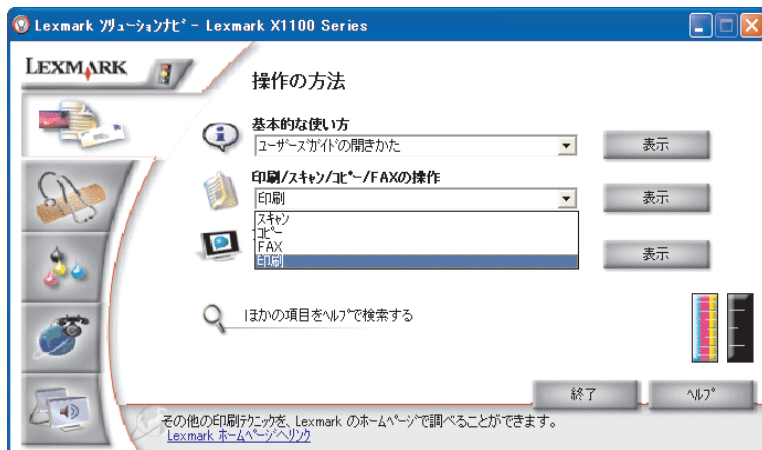 Lexmark ｿﾘｭｰｼｮﾝﾅﾋﾞ - Lexmark X1100 Series
LEXMARK
操作の方法
基本的な使い方
ﾕｰｻﾞｰｽﾞｶﾞｲﾄﾞの開きかた
表示
印刷/ｽｷｬﾝ/ｺﾋﾟｰ/FAXの操作
印刷
表示
ｽｷｬﾝ
ｺﾋﾟｰ
FAX
印刷
表示
ほかの項目をﾍﾙﾌﾟで検索する
終了
ﾍﾙﾌﾟ
その他の印刷ﾃｸﾆｯｸを、Lexmark のﾎｰﾑﾍﾟｰｼﾞで調べることができます。
Lexmark ﾎｰﾑﾍﾟｰｼﾞへﾘﾝｸ